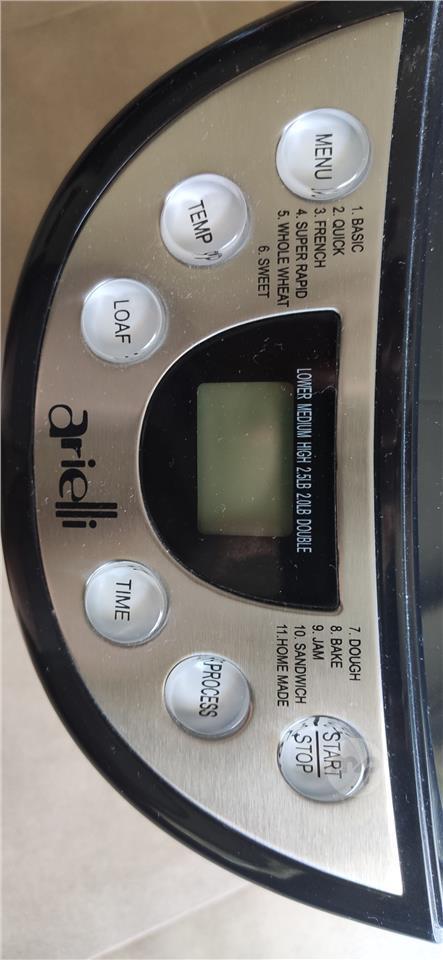 MENU
1. BASIC
2. QUICK
3. FRENCH
4. SUPER RAPID
5. WHOLE WHEAT
6. SWEET
TEMP
LOAF
LOWER MEDIUM HIGH 2.5LB 2.0LB DOUBLE
arielli
TIME
PROCESS
7. DOUGH
8. BAKE
9. JAM
10. SANDWICH
11.HOME MADE
START
STOP